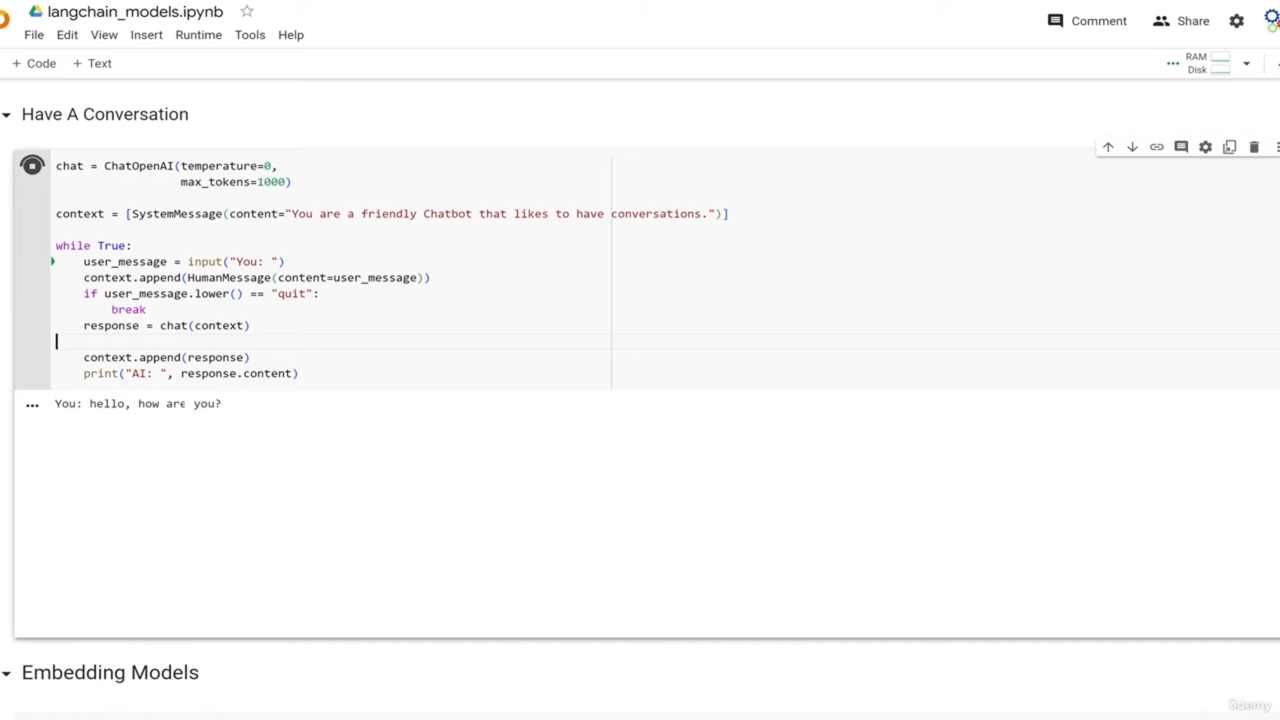 langchain_models.ipynb
File Edit View Insert Runtime Tools Help
Comment Share
+ Code + Text
RAM
Disk
Have A Conversation
chat = ChatOpenAI(temperature=0,
max_tokens=1000)
context = [SystemMessage(content="You are a friendly Chatbot that likes to have conversations.")]
while True:
user_message = input("You: ")
context.append(HumanMessage(content=user_message))
if user_message.lower() == "quit":
break
response = chat(context)
context.append(response)
print("AI: ", response.content)
You: hello, how are you?
Embedding Models
ûdemy